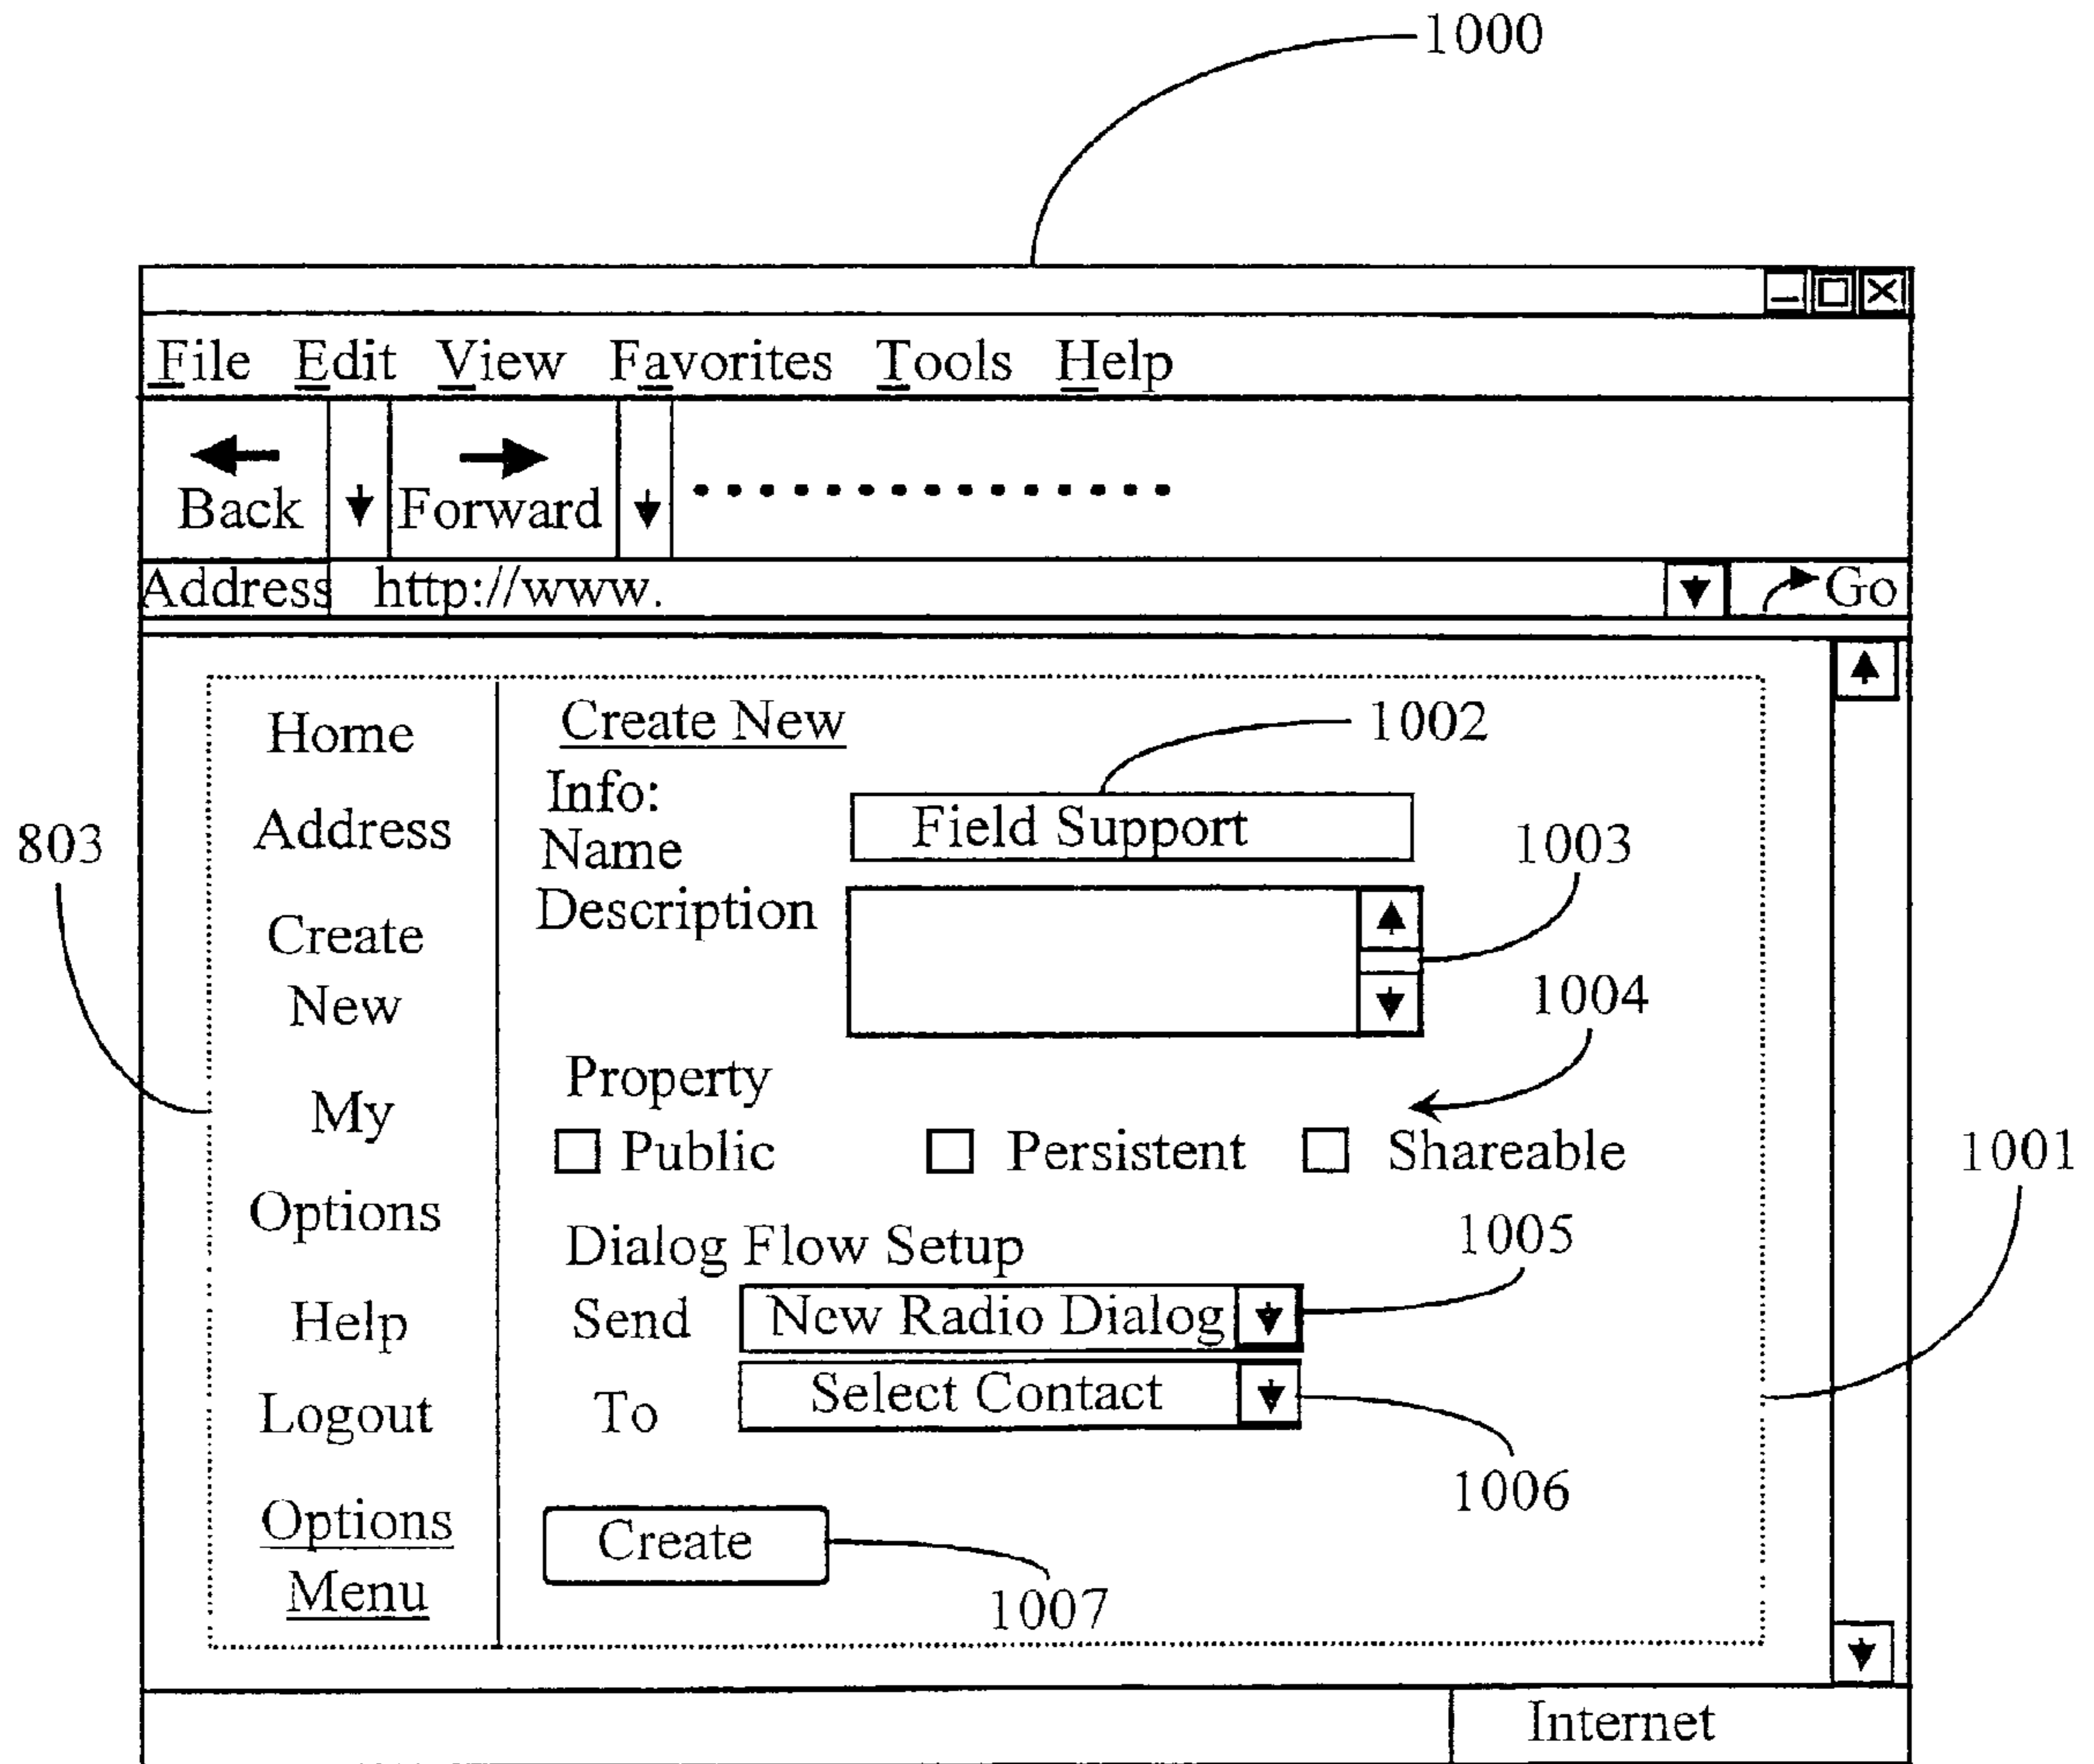 1000
File Edit View Favorites Tools Help
Back Forward
Address http://www. Go
803
Home
Address
Create
New
My
Options
Help
Logout
Options
Menu
Create New
1002
Info:
Name
Field Support
1003
Description
1004
Property
Public Persistent Shareable
1001
Dialog Flow Setup
1005
Send New Radio Dialog
To Select Contact
1006
Create
1007
Internet